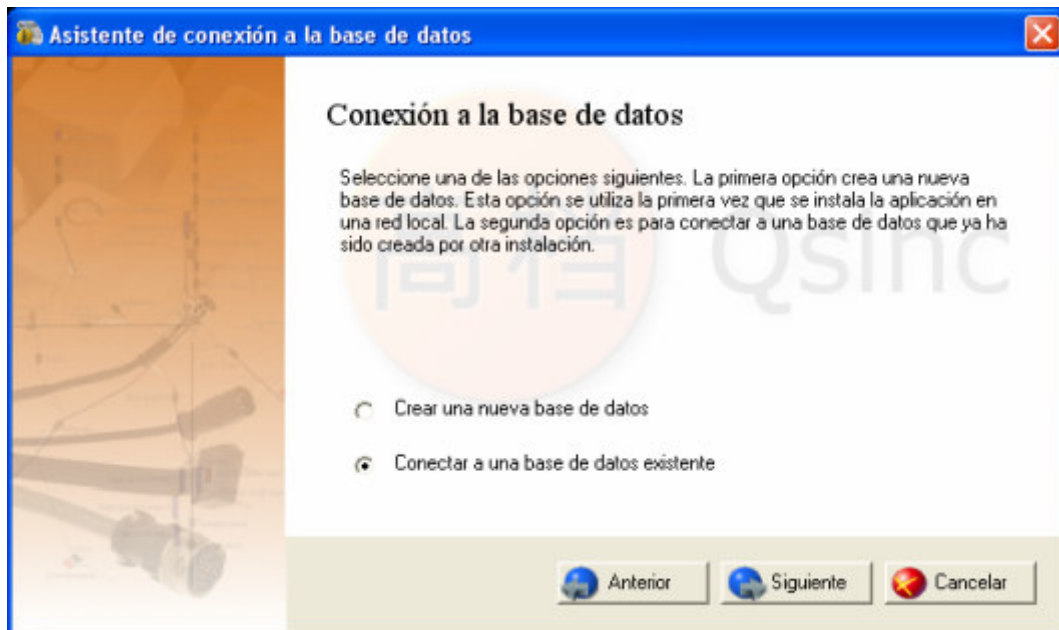 Asistente de conexión a la base de datos
Conexión a la base de datos
Seleccione una de las opciones siguientes. La primera opción crea una nueva
base de datos. Esta opción se utiliza la primera vez que se instala la aplicación en
una red local. La segunda opción es para conectar a una base de datos que ya ha
sido creada por otra instalación.
高档 Qsinc
Crear una nueva base de datos
Conectar a una base de datos existente
Anterior
Siguiente
Cancelar